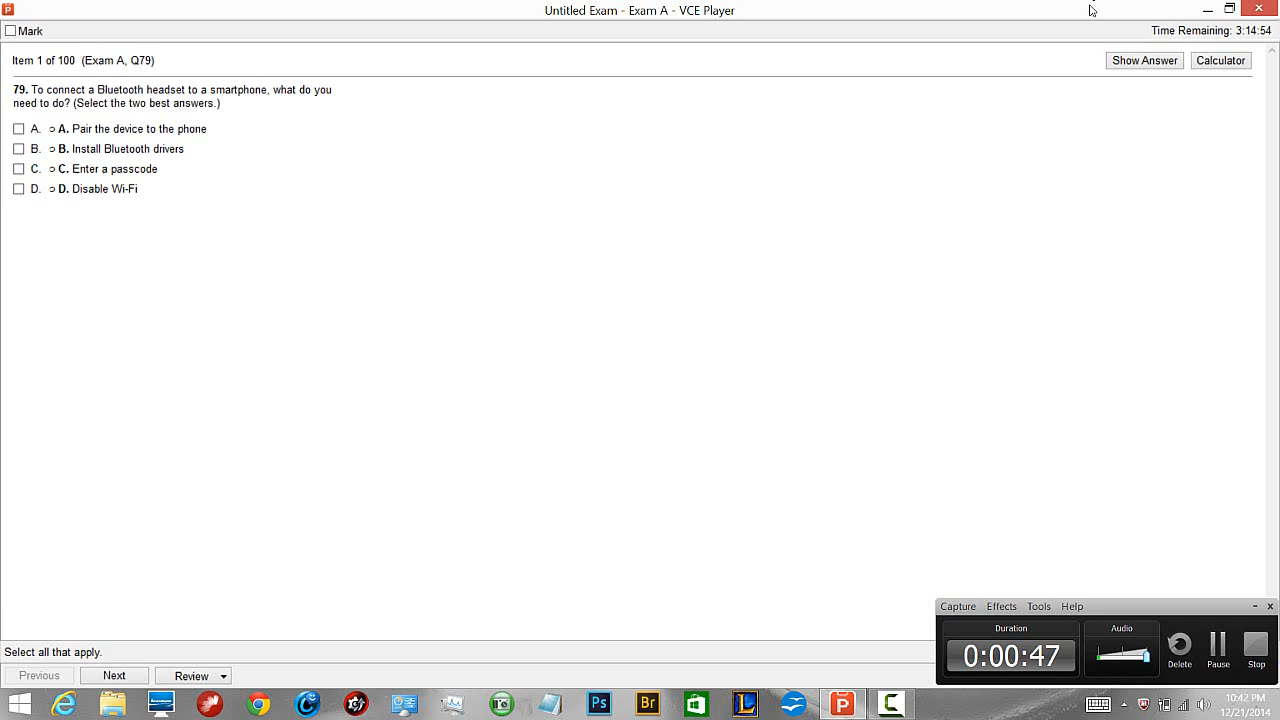 Untitled Exam - Exam A - VCE Player
Mark
Time Remaining: 3:14:54
Item 1 of 100 (Exam A, Q79)
Show Answer
Calculator
79. To connect a Bluetooth headset to a smartphone, what do you
need to do? (Select the two best answers.)
A. ○ A. Pair the device to the phone
B. ○ B. Install Bluetooth drivers
C. ○ C. Enter a passcode
D. ○ D. Disable Wi-Fi
Capture Effects Tools Help
Duration
Audio
0:00:47
Delete
Pause
Stop
Select all that apply.
Previous
Next
Review
Ps
Br
L
P
C
10:42 PM
12/21/2014